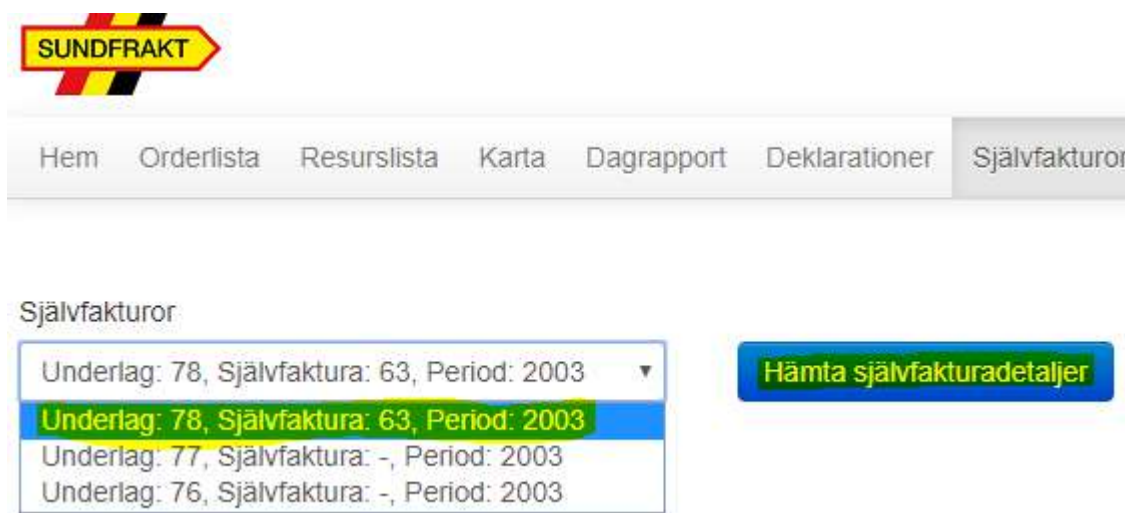 SUNDFRAKT
Hem Orderlista Resurslista Karta Dagrapport Deklarationer Självfakturor
Självfakturor
Underlag: 78, Självfaktura: 63, Period: 2003
Hämta självfakturadetaljer
Underlag: 78, Självfaktura: 63, Period: 2003
Underlag: 77, Självfaktura: -, Period: 2003
Underlag: 76, Självfaktura: -, Period: 2003